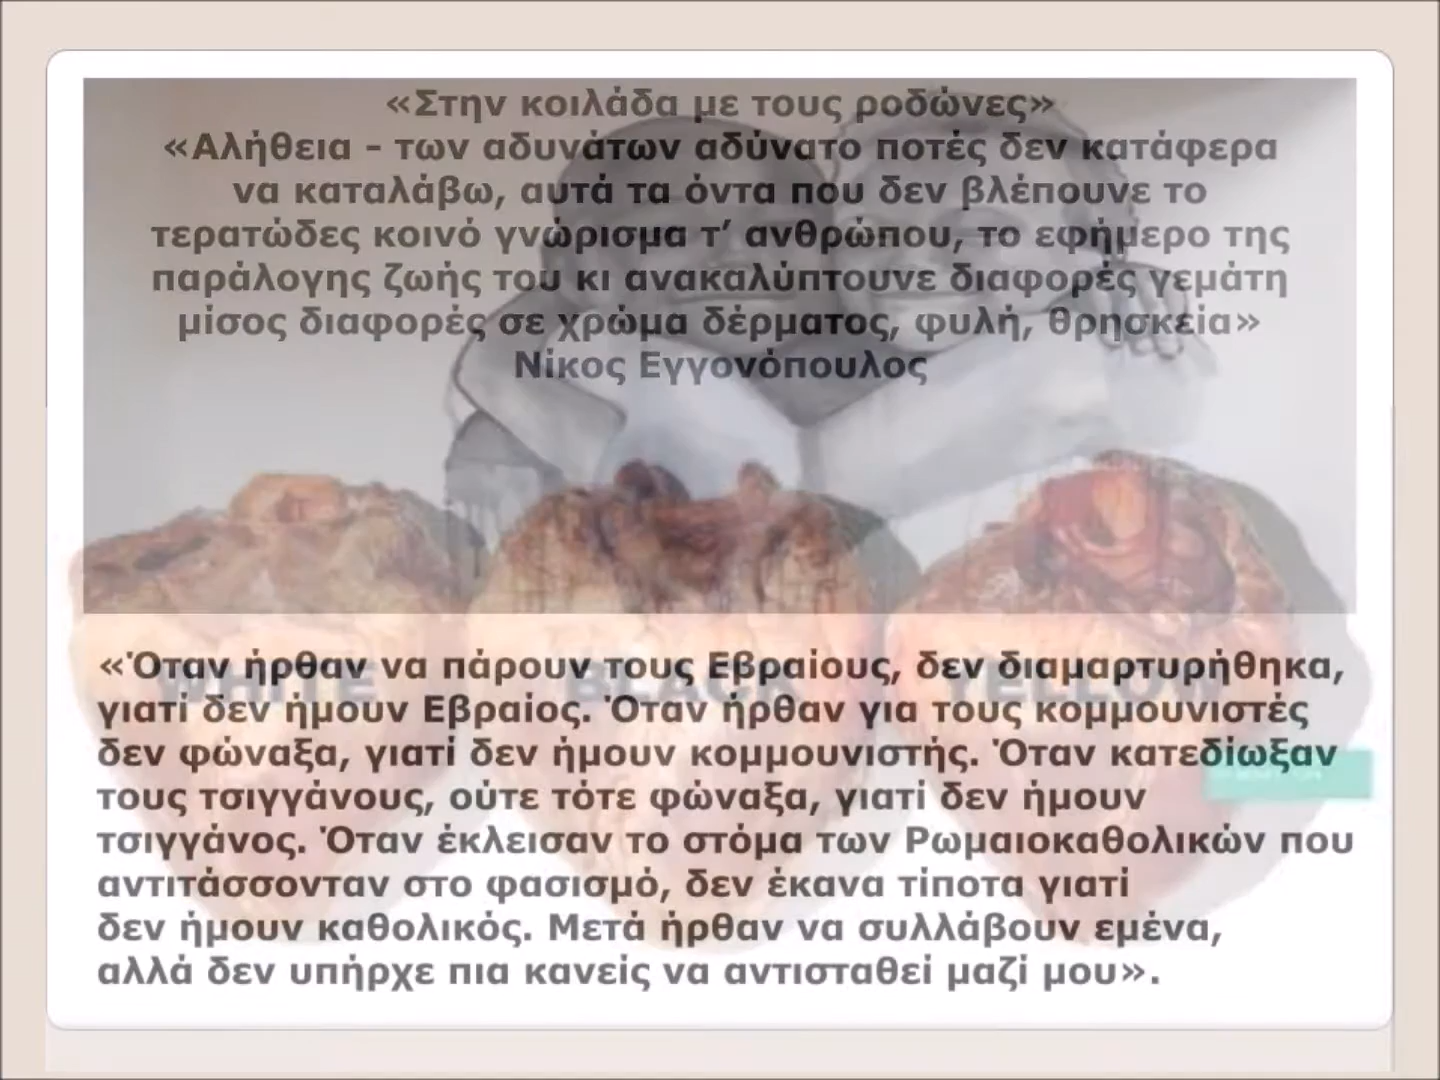 «Στην κοιλάδα με τους ροδώνες»
«Αλήθεια - των αδυνάτων αδύνατο ποτές δεν κατάφερα
να καταλάβω, αυτά τα όντα που δεν βλέπουνε το
τερατώδες κοινό γνώρισμα τ’ ανθρώπου, το εφήμερο της
παράλογης ζωής του κι ανακαλύπτουνε διαφορές γεμάτη
μίσος διαφορές σε χρώμα δέρματος, φυλή, θρησκεία»
Νίκος Εγγονόπουλος
«Όταν ήρθαν να πάρουν τους Εβραίους, δεν διαμαρτυρήθηκα,
WHITE BLACK YELLOW
γιατί δεν ήμουν Εβραίος. Όταν ήρθαν για τους κομμουνιστές
δεν φώναξα, γιατί δεν ήμουν κομμουνιστής. Όταν κατεδίωξαν
τους τσιγγάνους, ούτε τότε φώναξα, γιατί δεν ήμουν
τσιγγάνος. Όταν έκλεισαν το στόμα των Ρωμαιοκαθολικών που
αντιτάσσονταν στο φασισμό, δεν έκανα τίποτα γιατί
δεν ήμουν καθολικός. Μετά ήρθαν να συλλάβουν εμένα,
αλλά δεν υπήρχε πια κανείς να αντισταθεί μαζί μου».